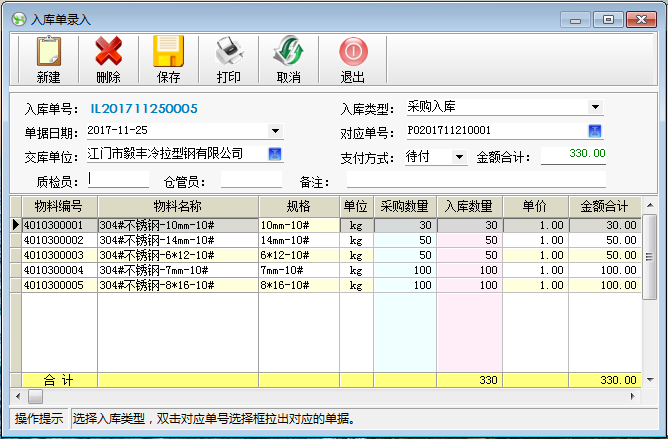 入库单录入
新建 删除 保存 打印 取消 退出
入库单号: IL201711250005 入库类型: 采购入库
单据日期: 2017-11-25 对应单号: PO201711210001
交库单位: 江门市毅丰冷拉型钢有限公司 支付方式: 待付 金额合计: 330.00
质检员: 仓管员: 备注:
物料编号 物料名称 规格 单位 采购数量 入库数量 单价 金额合计
4010300001 304#不锈钢-10mm-10# 10mm-10# kg 30 30 1.00 30.00
4010300002 304#不锈钢-14mm-10# 14mm-10# kg 50 50 1.00 50.00
4010300003 304#不锈钢-6*12-10# 6*12-10# kg 50 50 1.00 50.00
4010300004 304#不锈钢-7mm-10# 7mm-10# kg 100 100 1.00 100.00
4010300005 304#不锈钢-8*16-10# 8*16-10# kg 100 100 1.00 100.00
合 计 330 330.00
操作提示 选择入库类型，双击对应单号选择框拉出对应的单据。